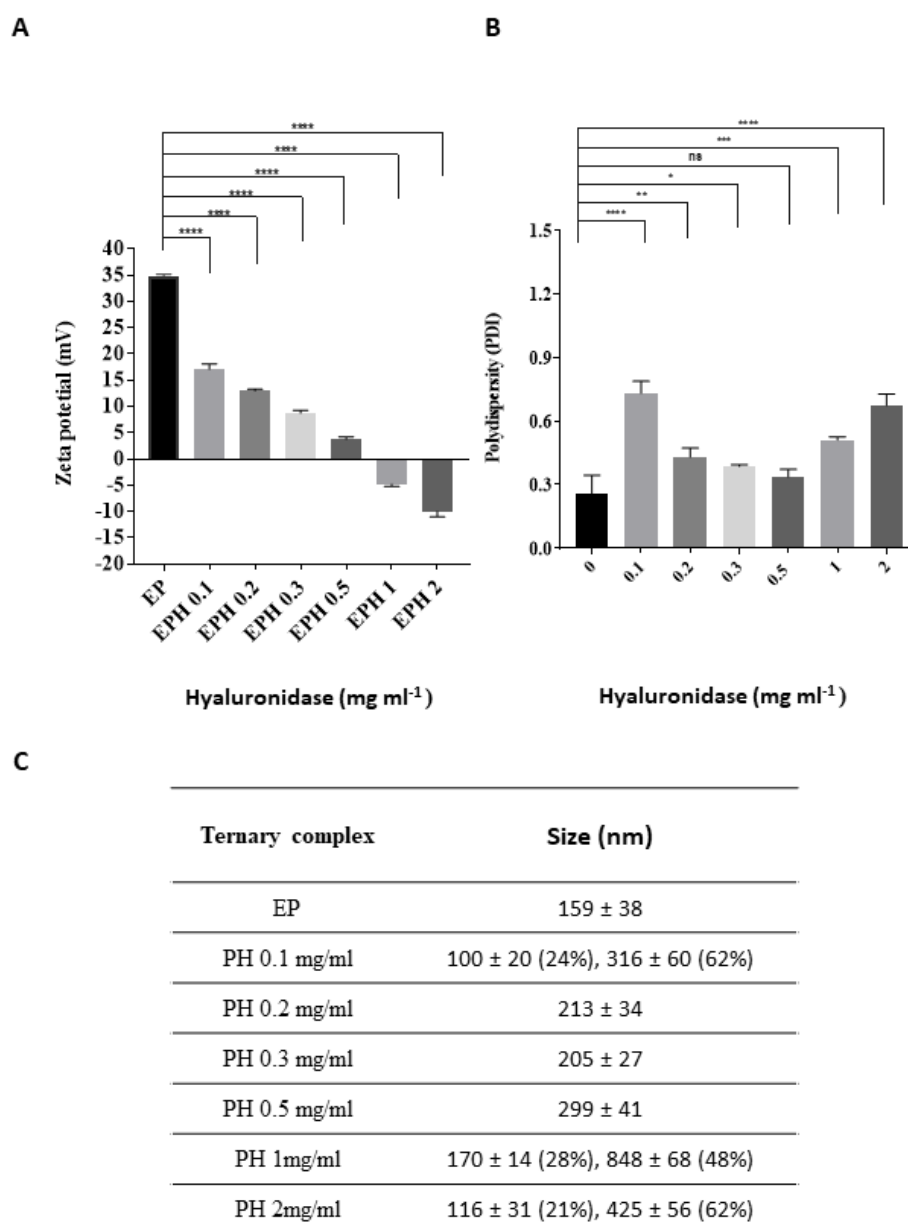 A
B
****
****
****
****
****
****
****
***
ns
*
**
****
Zeta potetial (mV)
40
35
30
25
20
15
10
5
0
-5
-10
-15
-20
EP
EPH 0.1
EPH 0.2
EPH 0.3
EPH 0.5
EPH 1
EPH 2
Hyaluronidase (mg ml⁻¹ )
Polydispersity (PDI)
1.5
1.2
0.9
0.6
0.3
0.0
0
0.1
0.2
0.3
0.5
1
2
Hyaluronidase (mg ml⁻¹ )
C
Ternary complex Size (nm)
EP 159 ± 38
PH 0.1 mg/ml 100 ± 20 (24%), 316 ± 60 (62%)
PH 0.2 mg/ml 213 ± 34
PH 0.3 mg/ml 205 ± 27
PH 0.5 mg/ml 299 ± 41
PH 1mg/ml 170 ± 14 (28%), 848 ± 68 (48%)
PH 2mg/ml 116 ± 31 (21%), 425 ± 56 (62%)